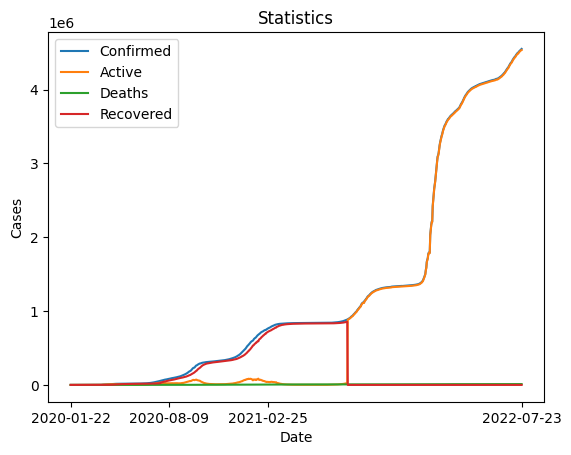 Statistics
1e6
Confirmed
Active
Deaths
Recovered
4
3
2
1
0
Cases
2020-01-22 2020-08-09 2021-02-25 2022-07-23
Date